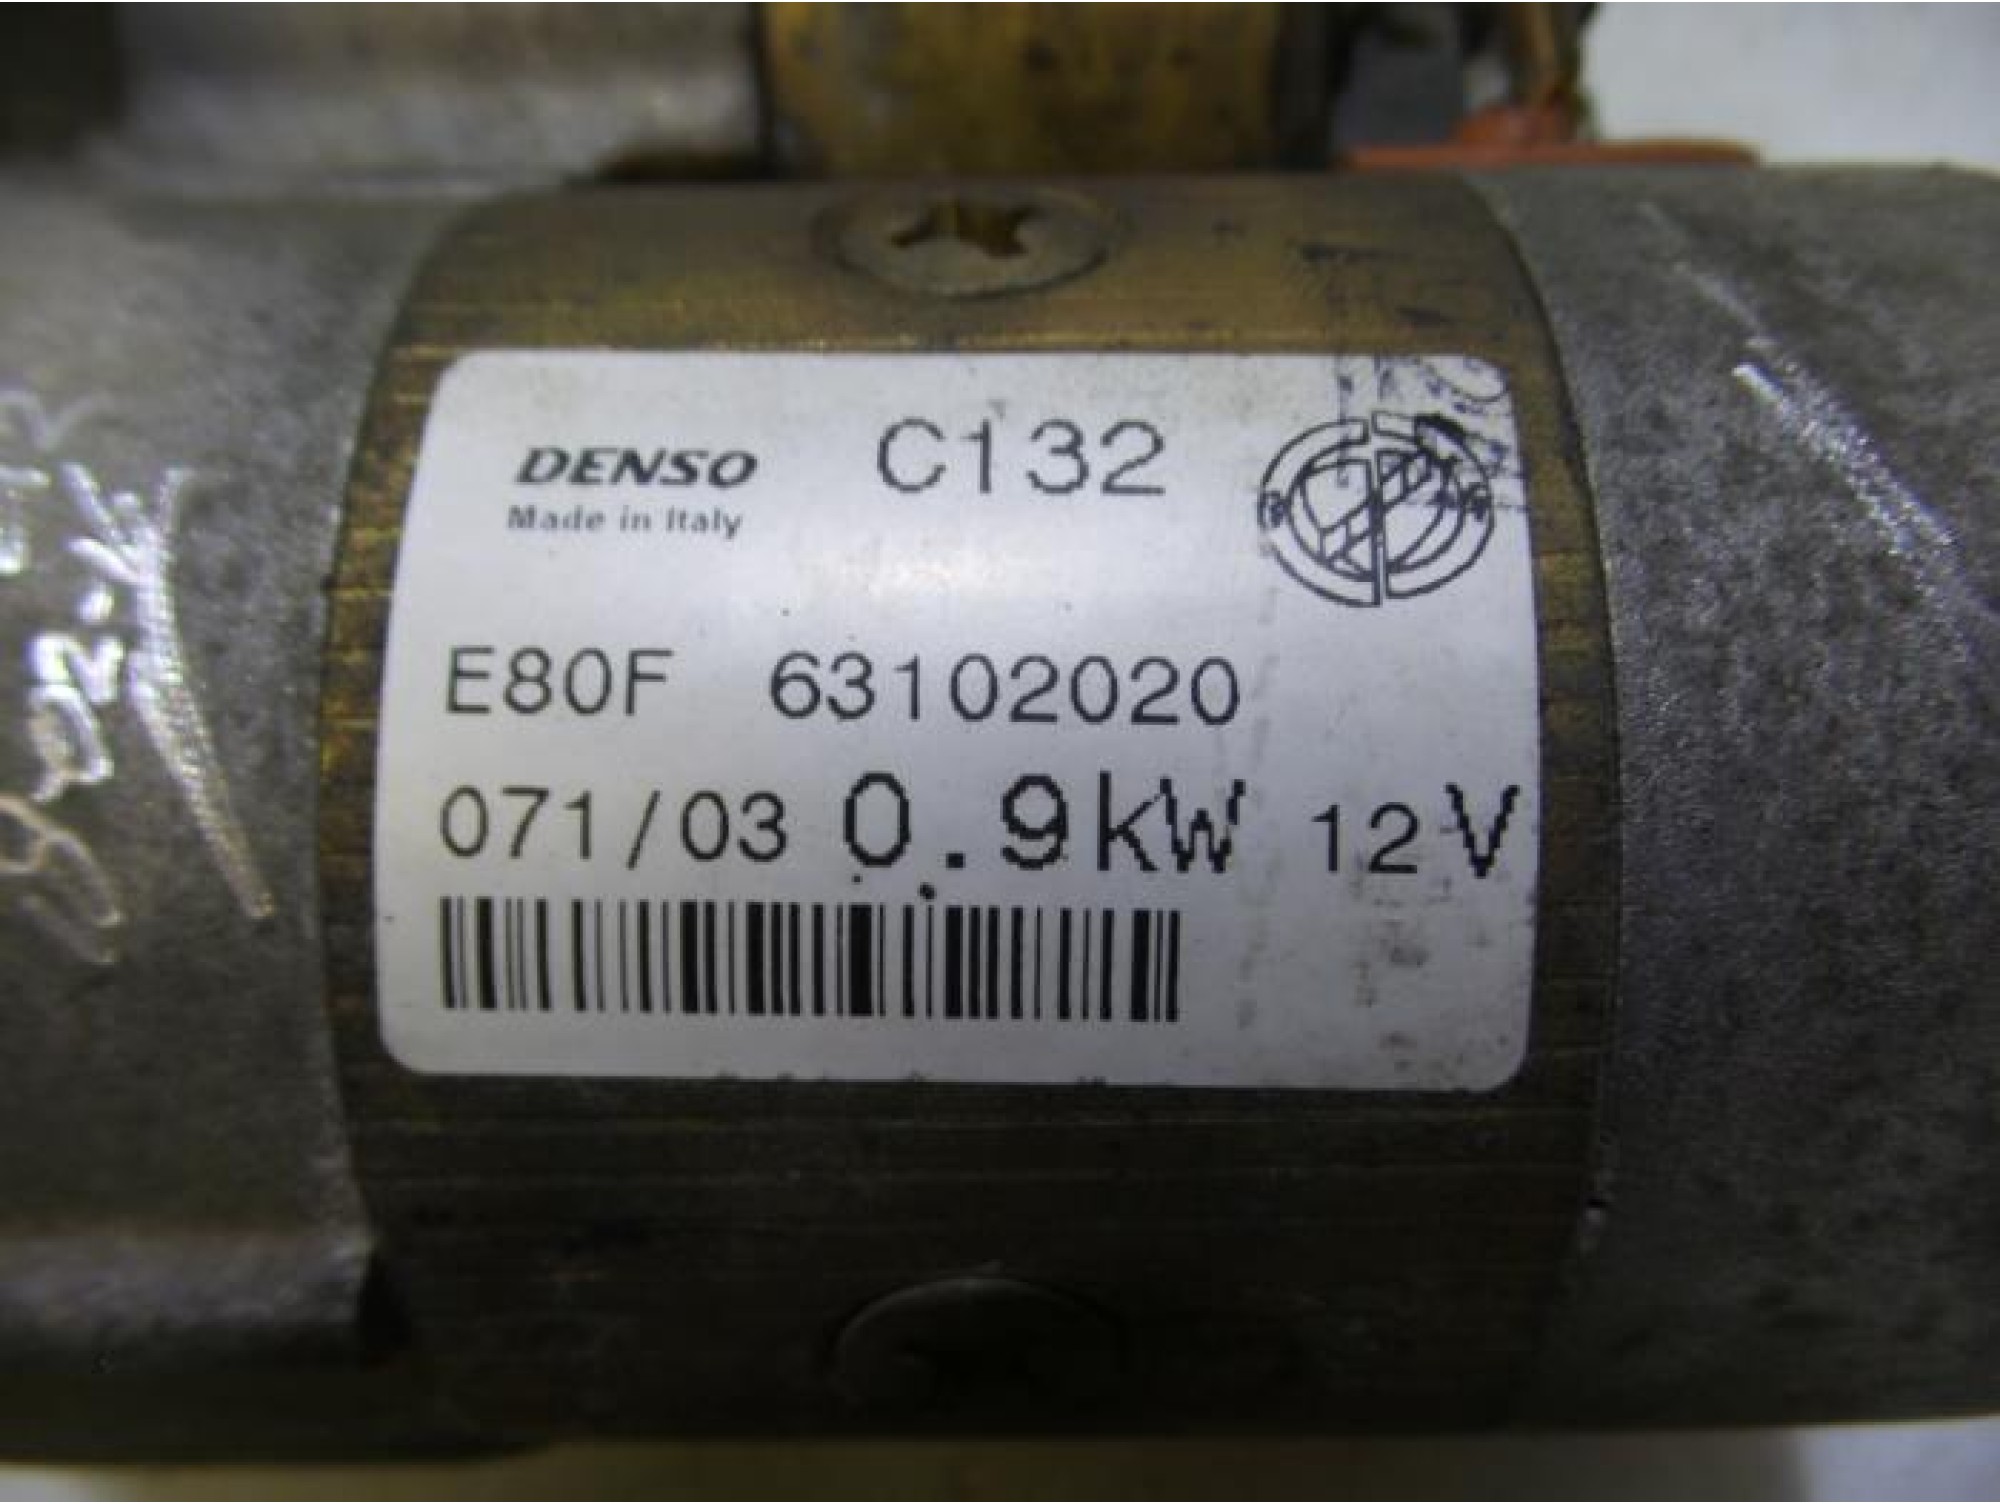 DENSO C132
Made in Italy
E80F 63102020
071/03 0.9kW 12V